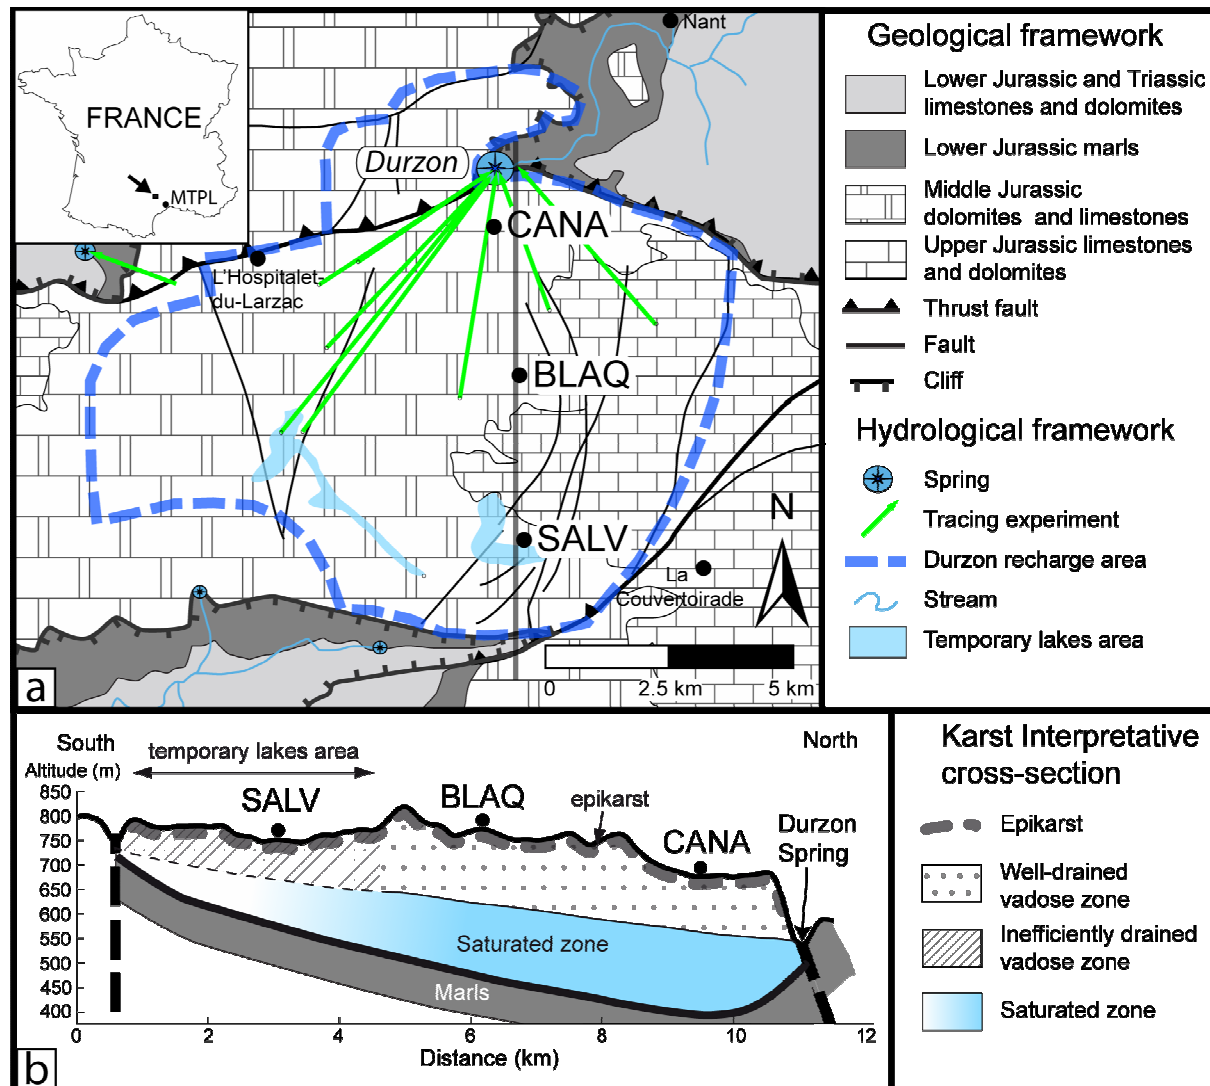 FRANCE
MTPL
Nant
Durzon
CANA
L'Hospitalet-
du-Larzac
BLAQ
SALV
La
Couvertoirade
N
N
0
2.5 km
5 km
a
Geological framework
Lower Jurassic and Triassic
limestones and dolomites
Lower Jurassic marls
Middle Jurassic
dolomites and limestones
Upper Jurassic limestones
and dolomites
Thrust fault
Fault
Cliff
Hydrological framework
Spring
Tracing experiment
Durzon recharge area
Stream
Temporary lakes area
South
North
Altitude (m)
temporary lakes area
850
800
750
700
650
600
550
500
450
400
SALV
BLAQ
epikarst
CANA
Durzon
Spring
Saturated zone
Marls
0
2
4
6
8
10
12
Distance (km)
b
Karst Interpretative
cross-section
Epikarst
Well-drained
vadose zone
Inefficiently drained
vadose zone
Saturated zone